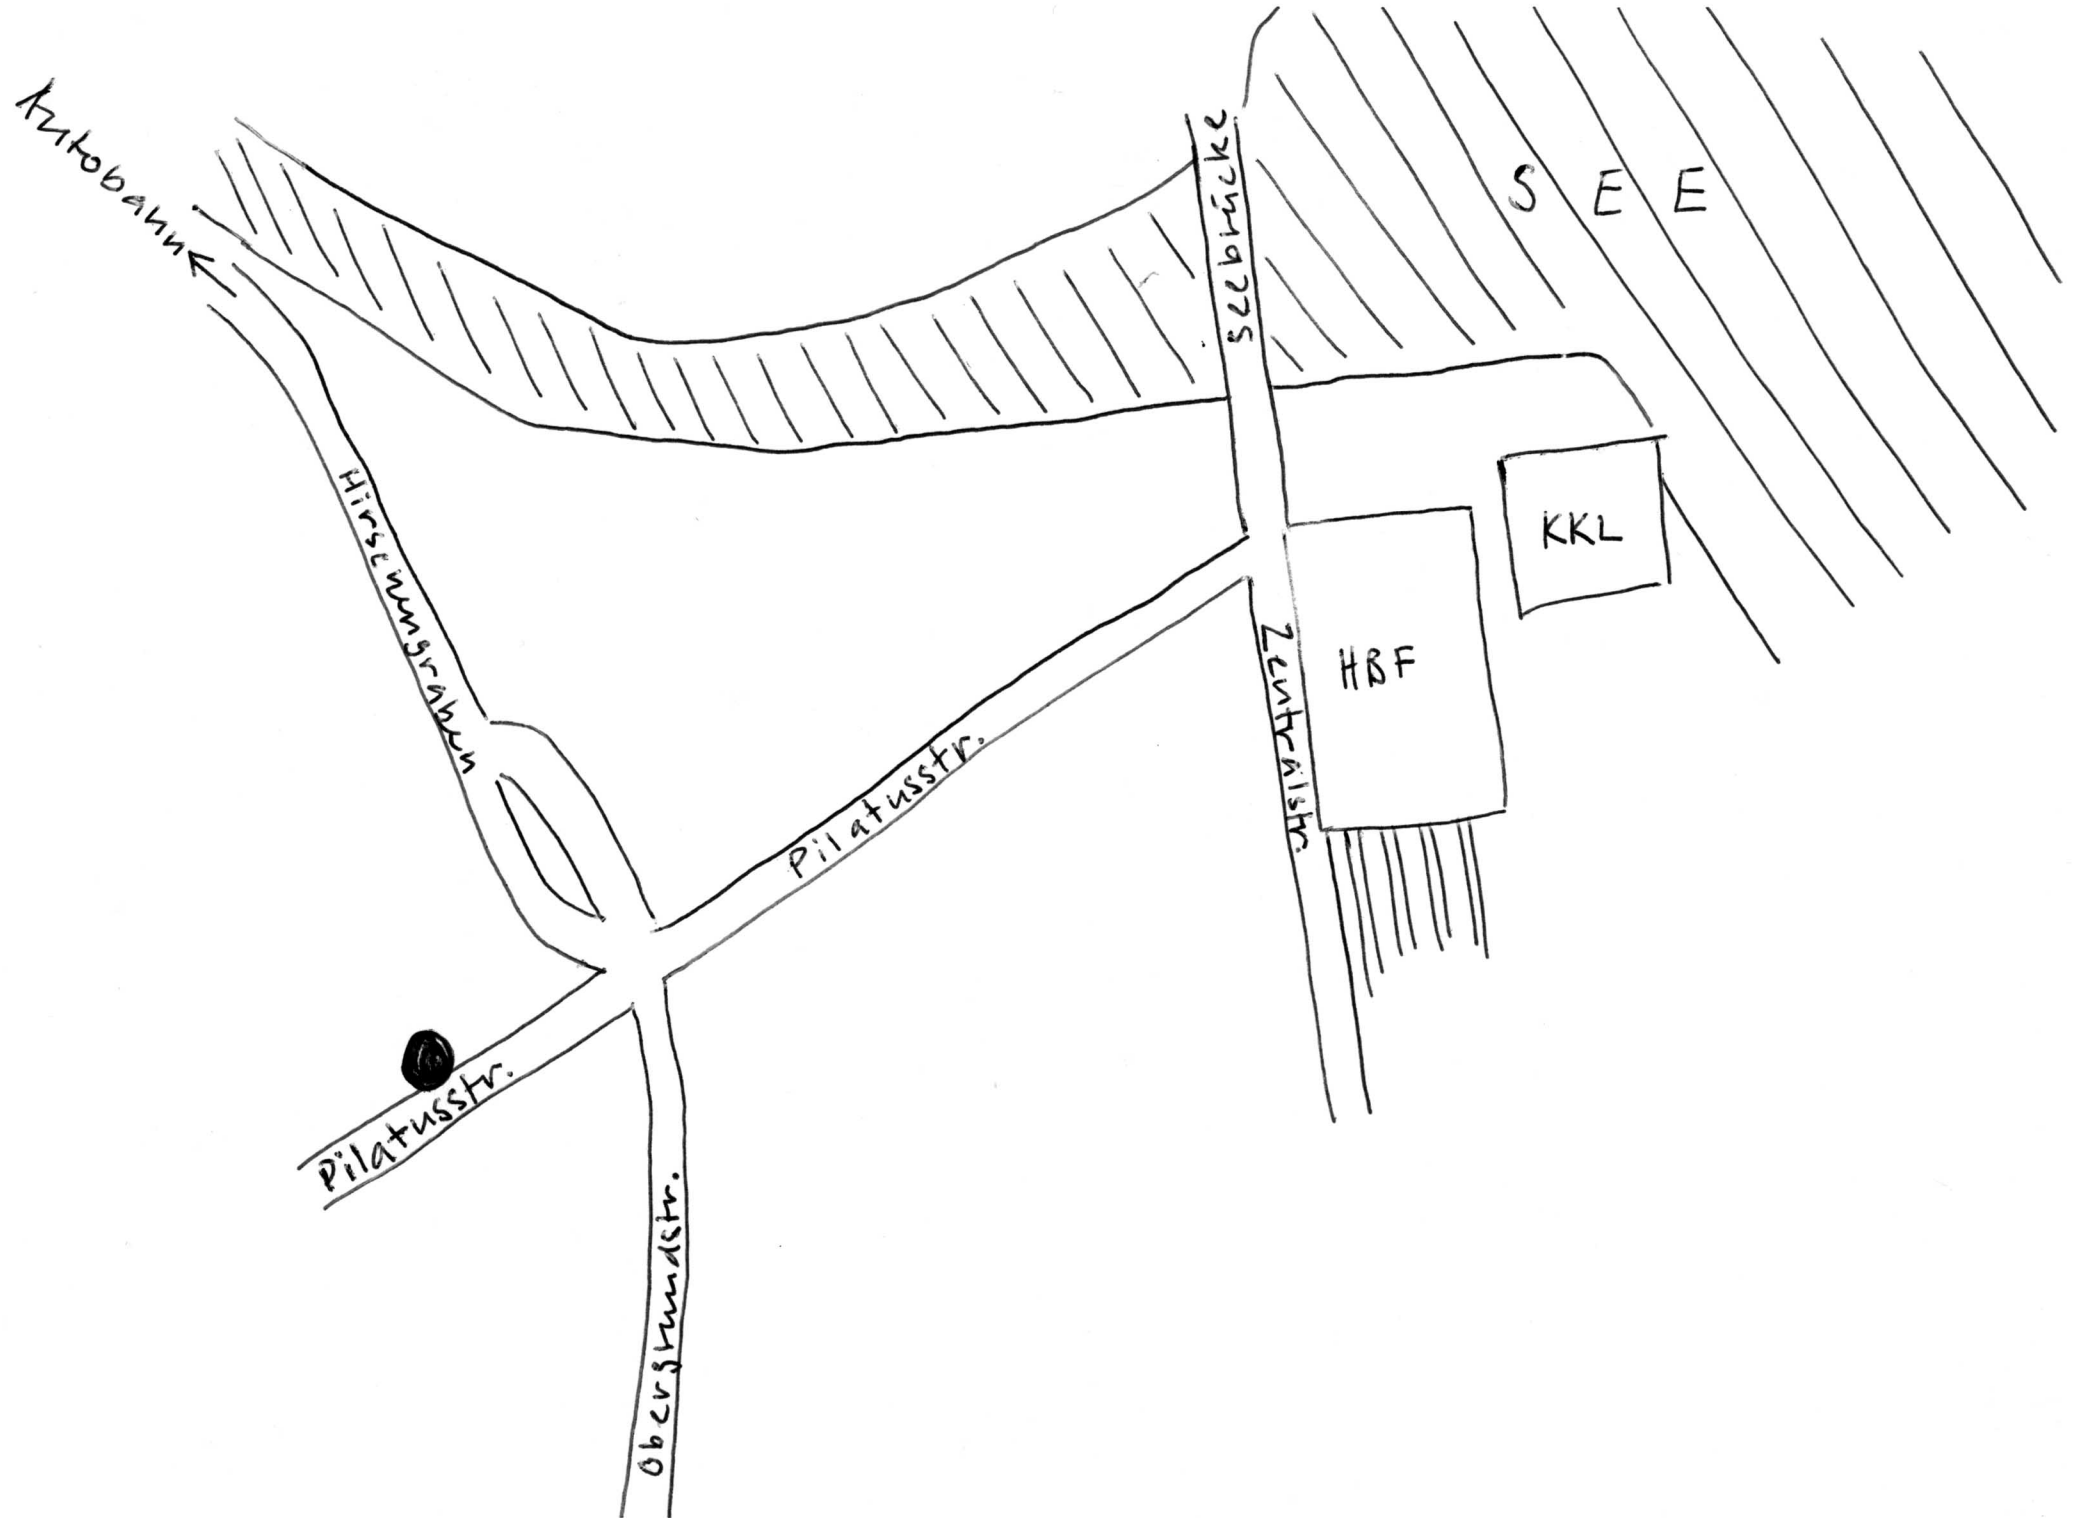 Autobahn
Seebrücke
SEE
Hirschengraben
KKL
HBF
Zentralstr.
Pilatusstr.
Pilatusstr.
Obergrundstr.